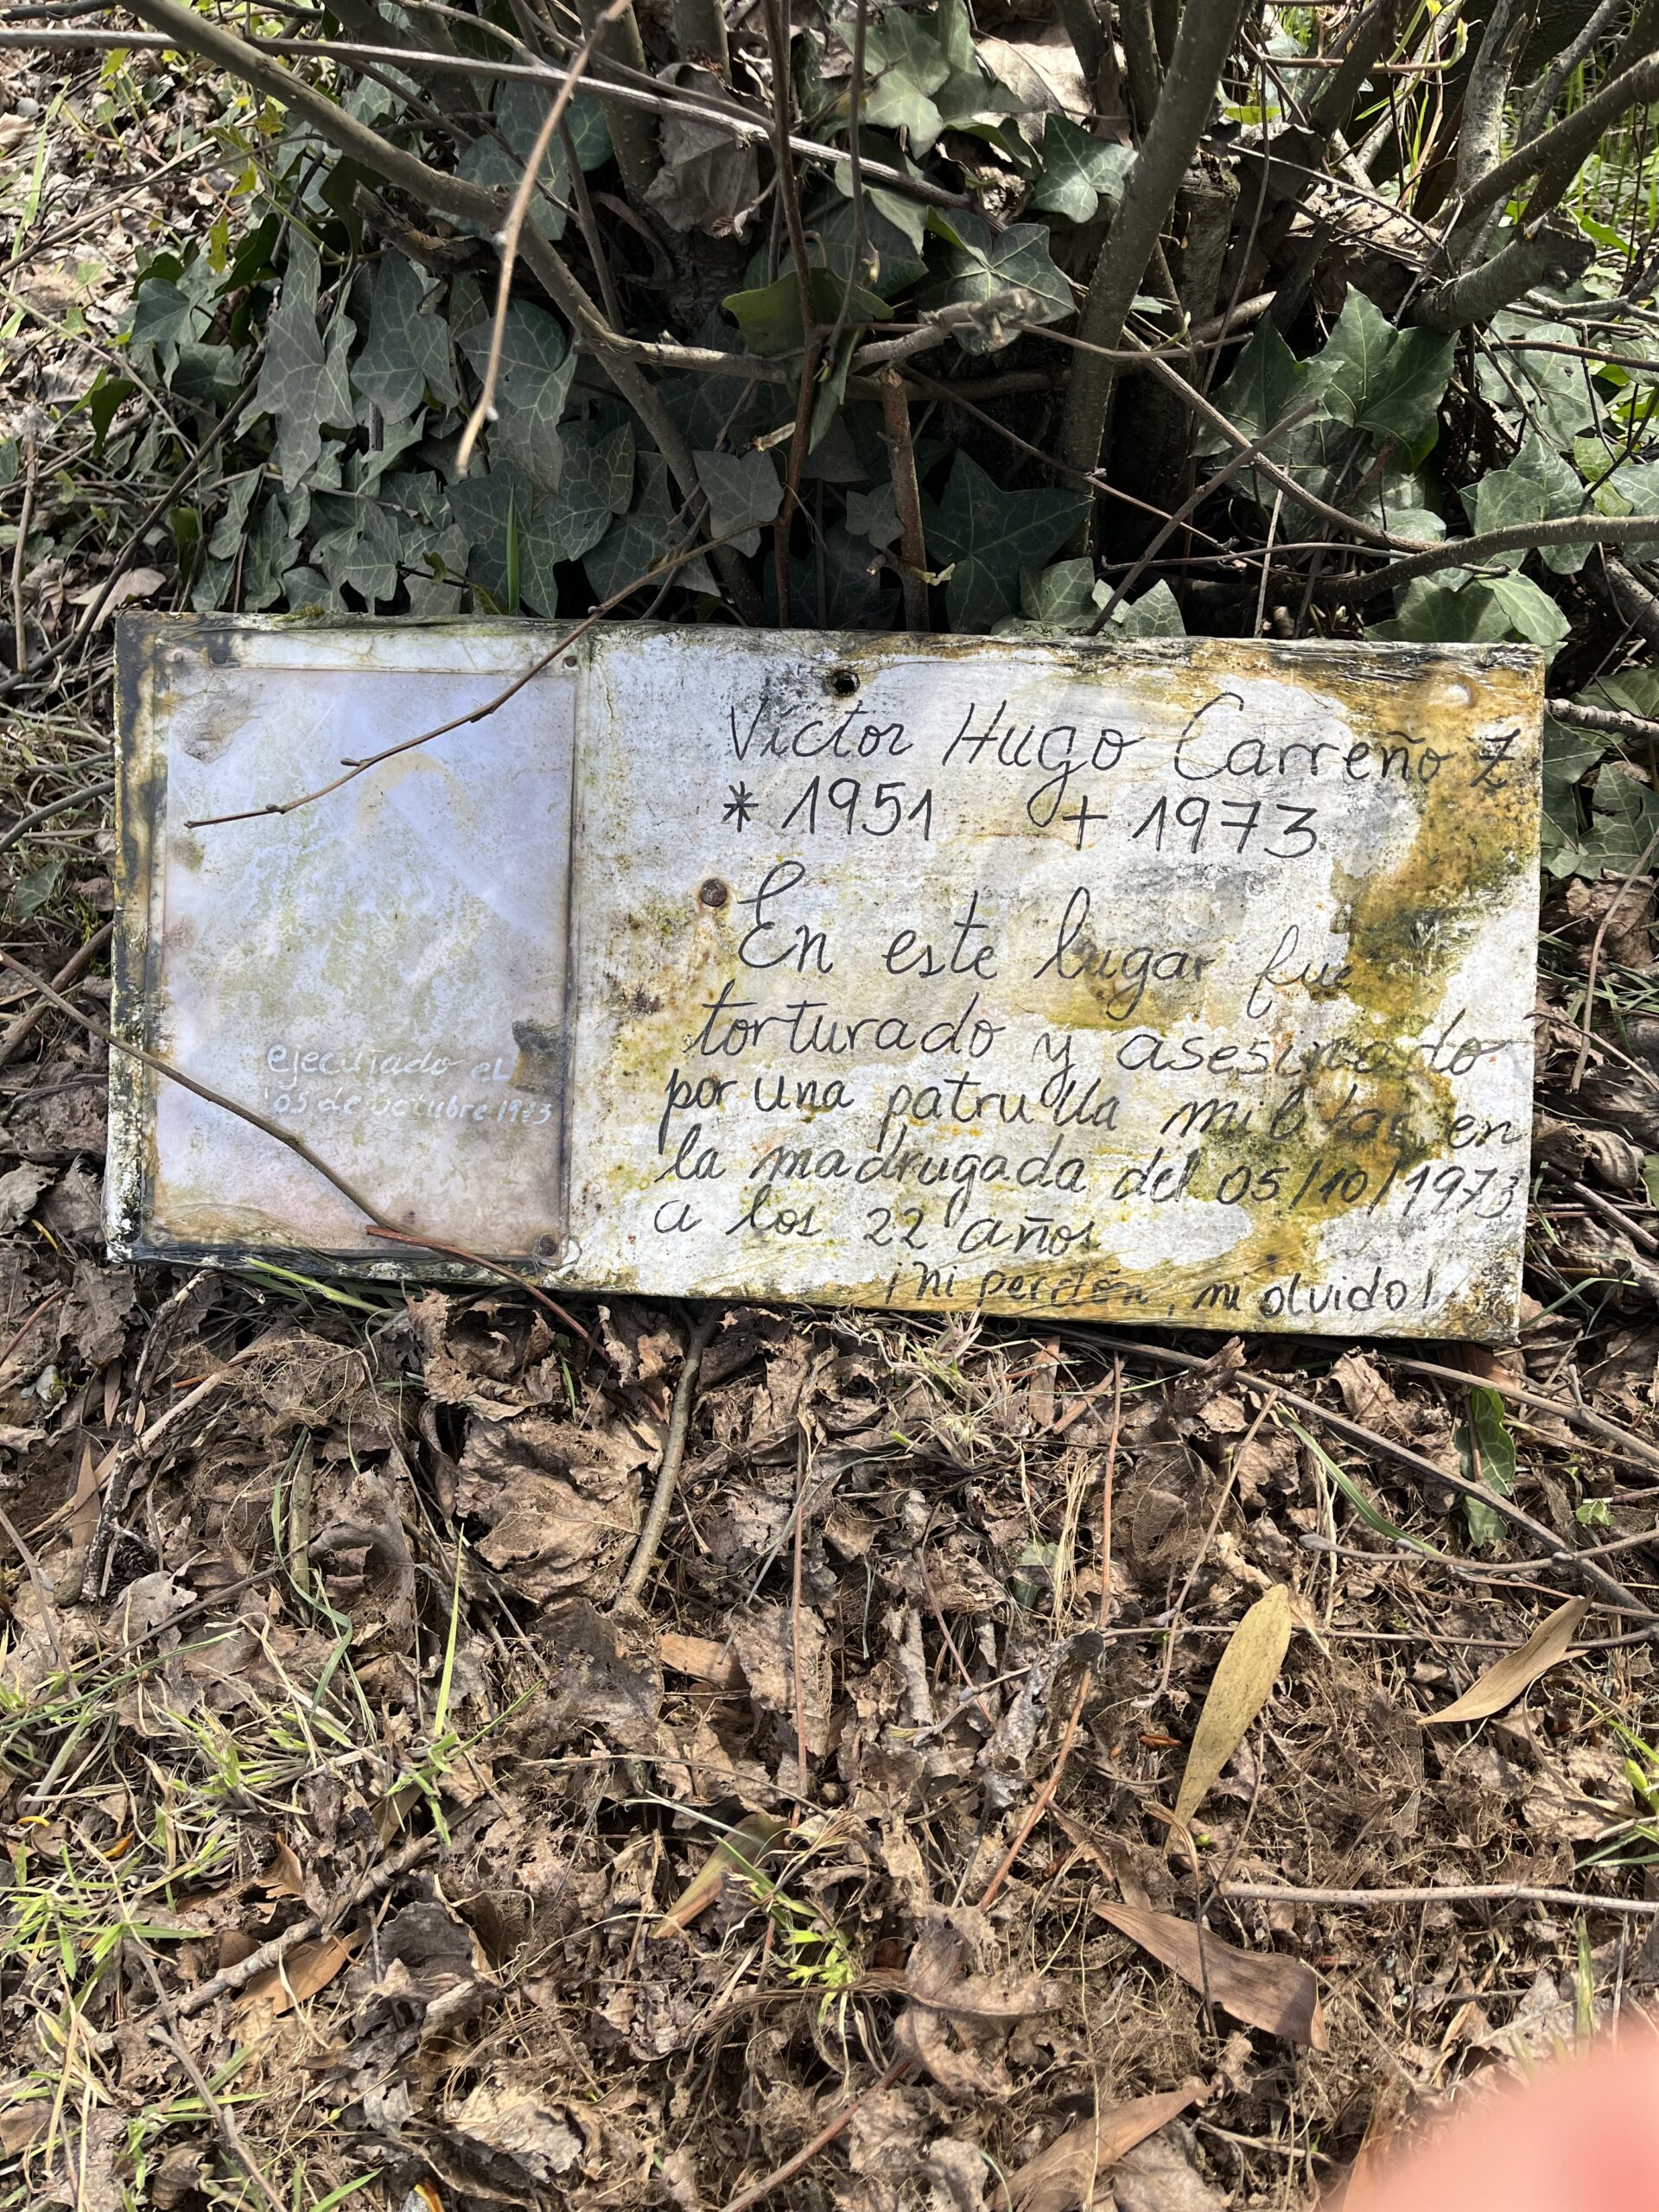 ejecutado el
05 de octubre 1973
Víctor Hugo Carreño Z
* 1951 + 1973
En este lugar fue
torturado y asesinado
por una patrulla militar en
la madrugada del 05/10/1973
a los 22 años
¡Ni perdón, ni olvido!